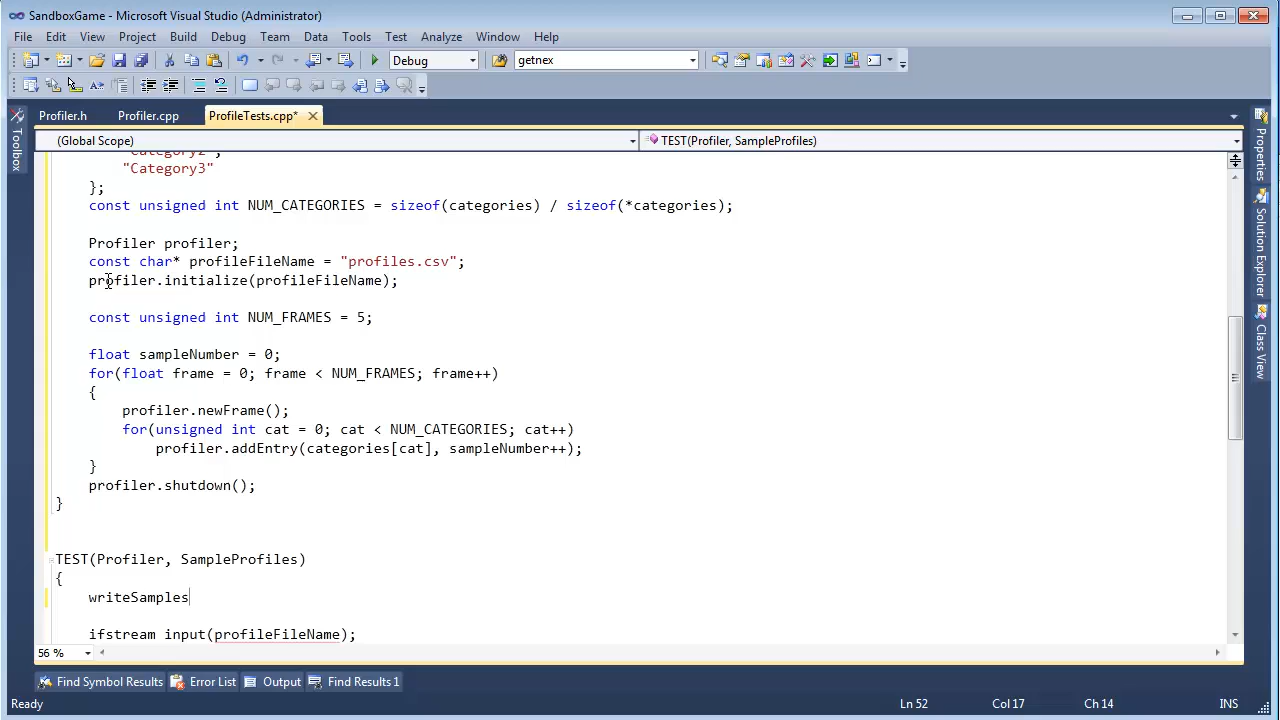 SandboxGame - Microsoft Visual Studio (Administrator)
File Edit View Project Build Debug Team Data Tools Test Analyze Window Help
Debug getnex
Profiler.h Profiler.cpp ProfileTests.cpp*
(Global Scope) TEST(Profiler, SampleProfiles)
"Category2",
"Category3"
};
const unsigned int NUM_CATEGORIES = sizeof(categories) / sizeof(*categories);
Profiler profiler;
const char* profileFileName = "profiles.csv";
profiler.initialize(profileFileName);
const unsigned int NUM_FRAMES = 5;
float sampleNumber = 0;
for(float frame = 0; frame < NUM_FRAMES; frame++)
{
profiler.newFrame();
for(unsigned int cat = 0; cat < NUM_CATEGORIES; cat++)
profiler.addEntry(categories[cat], sampleNumber++);
}
profiler.shutdown();
}
TEST(Profiler, SampleProfiles)
{
writeSamples
ifstream input(profileFileName);
56 %
Toolbox
Properties
Solution Explorer
Class View
Find Symbol Results Error List Output Find Results 1
Ready Ln 52 Col 17 Ch 14 INS